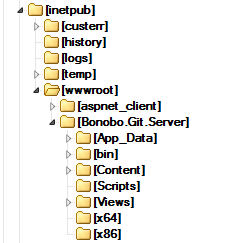 [inetpub]
[custerr]
[history]
[logs]
[temp]
[wwwroot]
[aspnet_client]
[Bonobo.Git.Server]
[App_Data]
[bin]
[Content]
[Scripts]
[Views]
[x64]
[x86]